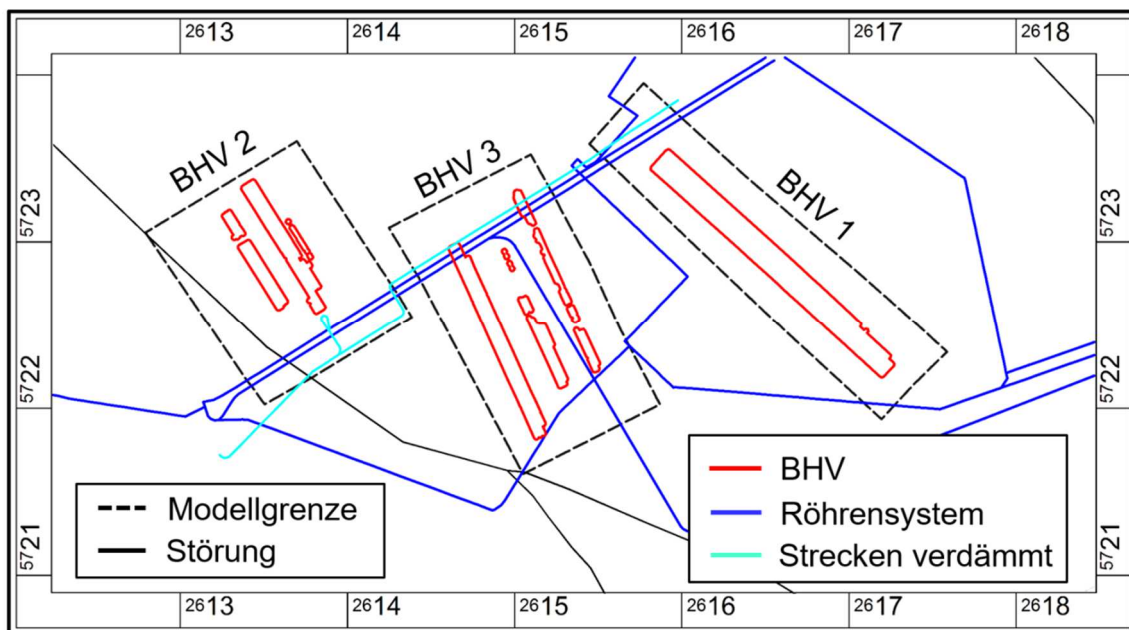 2613 2614 2615 2616 2617 2618
5723
5722
5721
BHV 2
BHV 3
BHV 1
5723
5722
5721
Modellgrenze
Störung
BHV
Röhrensystem
Strecken verdämmt
2613 2614 2615 2616 2617 2618